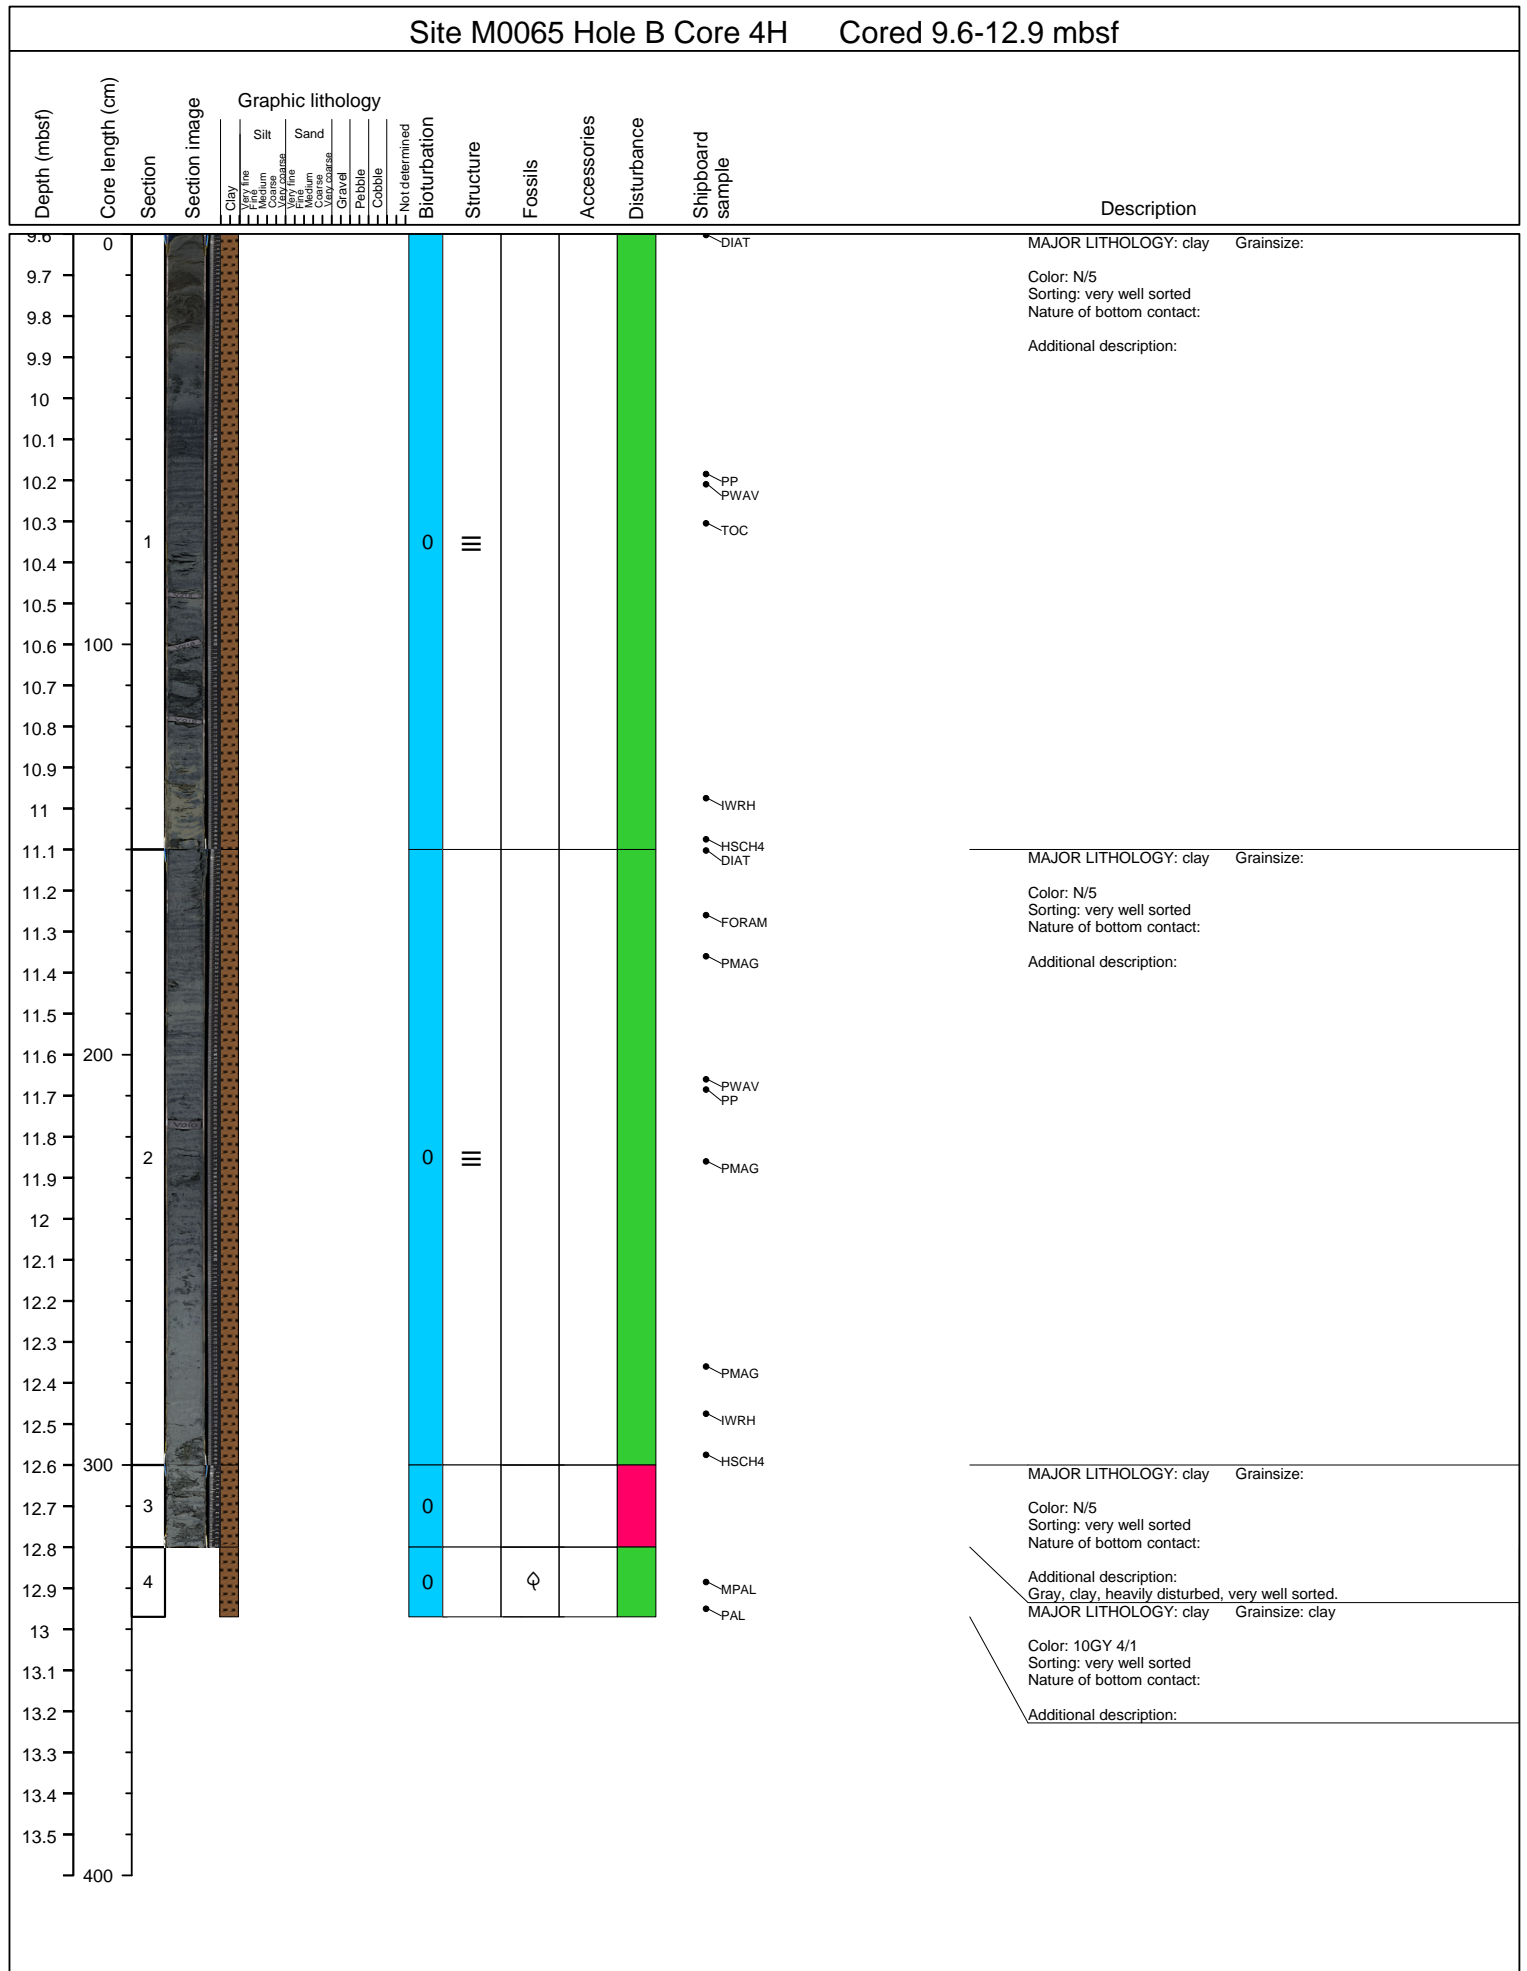 Site M0065 Hole B Core 4H Cored 9.6-12.9 mbsf
Depth (mbsf)
Core length (cm)
Section
Section image
Graphic lithology
Clay
Silt
Very fine
Fine
Medium
Coarse
Very coarse
Sand
Very fine
Fine
Medium
Coarse
Very coarse
Gravel
Pebble
Cobble
Not determined
Bioturbation
Structure
Fossils
Accessories
Disturbance
Shipboard
sample
Description
9.6
9.7
9.8
9.9
10
10.1
10.2
10.3
10.4
10.5
10.6
10.7
10.8
10.9
11
11.1
11.2
11.3
11.4
11.5
11.6
11.7
11.8
11.9
12
12.1
12.2
12.3
12.4
12.5
12.6
12.7
12.8
12.9
13
13.1
13.2
13.3
13.4
13.5
0
100
200
300
400
1
2
3
4
0
0
0
0
DIAT
PP
PWAV
TOC
IWRH
HSCH4
DIAT
FORAM
PMAG
PWAV
PP
PMAG
PMAG
IWRH
HSCH4
MPAL
PAL
MAJOR LITHOLOGY: clay Grainsize:
Color: N/5
Sorting: very well sorted
Nature of bottom contact:
Additional description:
MAJOR LITHOLOGY: clay Grainsize:
Color: N/5
Sorting: very well sorted
Nature of bottom contact:
Additional description:
MAJOR LITHOLOGY: clay Grainsize:
Color: N/5
Sorting: very well sorted
Nature of bottom contact:
Additional description:
Gray, clay, heavily disturbed, very well sorted.
MAJOR LITHOLOGY: clay Grainsize: clay
Color: 10GY 4/1
Sorting: very well sorted
Nature of bottom contact:
Additional description: